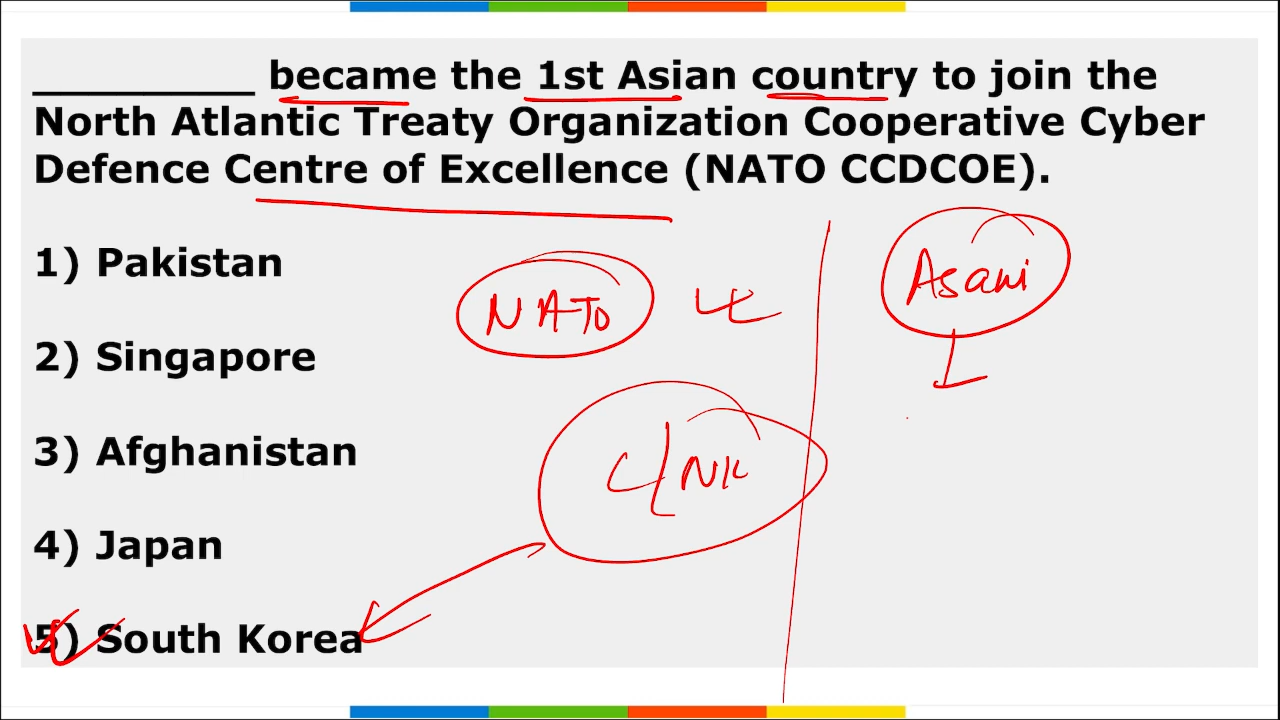 __________ became the 1st Asian country to join the
North Atlantic Treaty Organization Cooperative Cyber
Defence Centre of Excellence (NATO CCDCOE).
1) Pakistan
2) Singapore
3) Afghanistan
4) Japan
5) South Korea
NATO
Asani